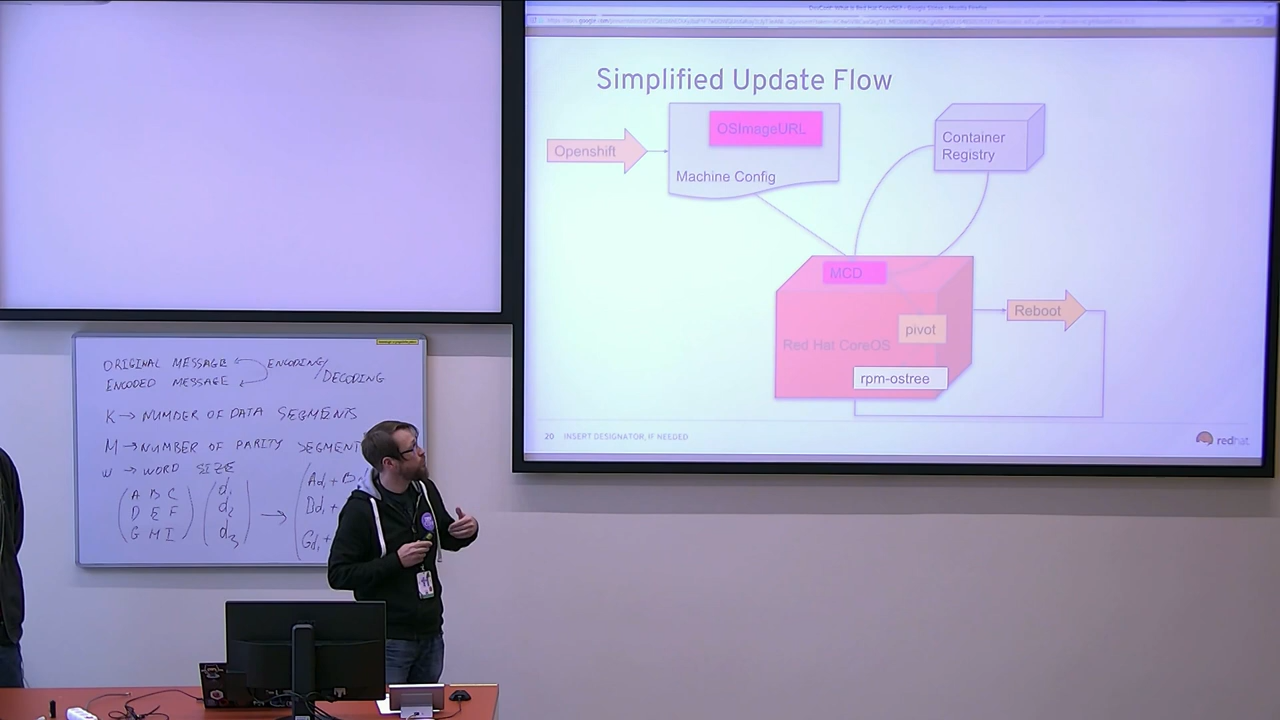 Simplified Update Flow
OSImageURL
Openshift
Machine Config
Container
Registry
MCD
Reboot
pivot
Red Hat CoreOS
rpm-ostree
20 INSERT DESIGNATOR, IF NEEDED
redhat
ORIGINAL MESSAGE
ENCODING/
DECODING
ENCODED MESSAGE
K → NUMBER OF DATA SEGMENTS
M → NUMBER OF PARITY SEGMENT
w → WORD SIZE
A B C
D E F
G H I
d1
d2
d3
→
Ad1 + B
Dd1 +
Gd1 +